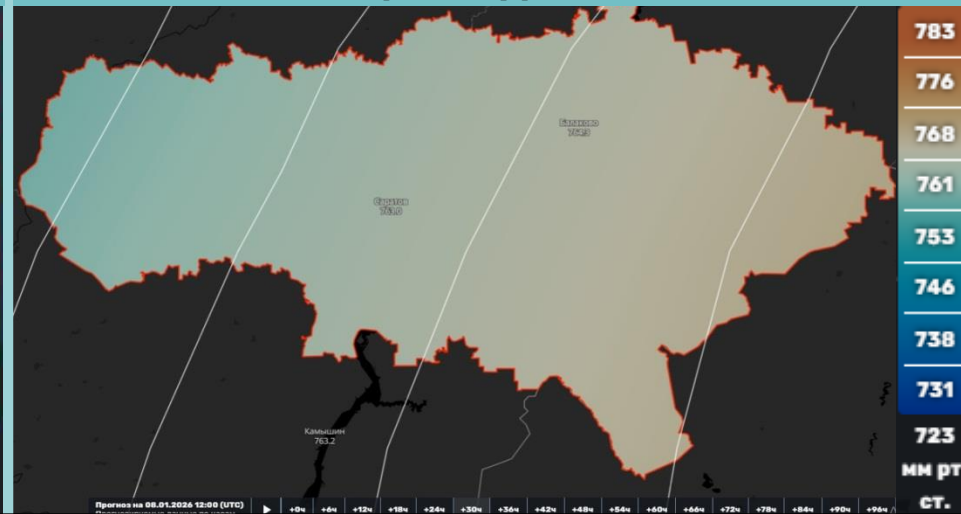 783
776
768
761
753
746
738
731
723
мм рт
ст.
Балаково
Саратов
Камышин
763.2
Прогноз на 08.01.2026 12:00 (UTC)
+0ч +6ч +12ч +18ч +24ч +30ч +36ч +42ч +48ч +54ч +60ч +66ч +72ч +78ч +84ч +90ч +96ч